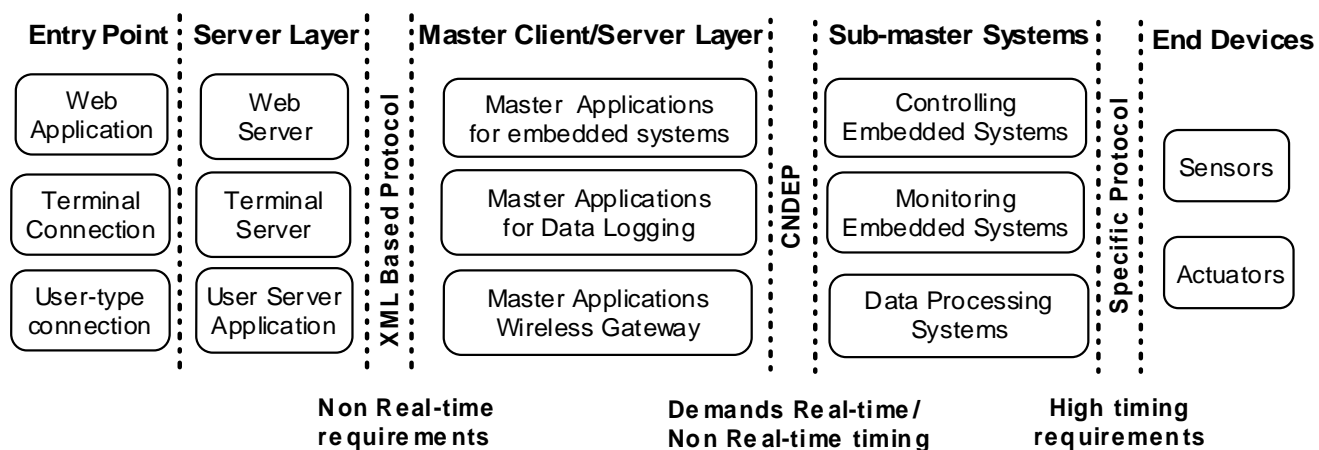 Entry Point
Server Layer
Master Client/Server Layer
Sub-master Systems
End Devices
Web
Application
Terminal
Connection
User-type
connection
Web
Server
Terminal
Server
User Server
Application
XML Based Protocol
Master Applications
for embedded systems
Master Applications
for Data Logging
Master Applications
Wireless Gateway
CNDEP
Controlling
Embedded Systems
Monitoring
Embedded Systems
Data Processing
Systems
Specific Protocol
Sensors
Actuators
Non Real-time
requirements
Demands Real-time/
Non Real-time timing
High timing
requirements